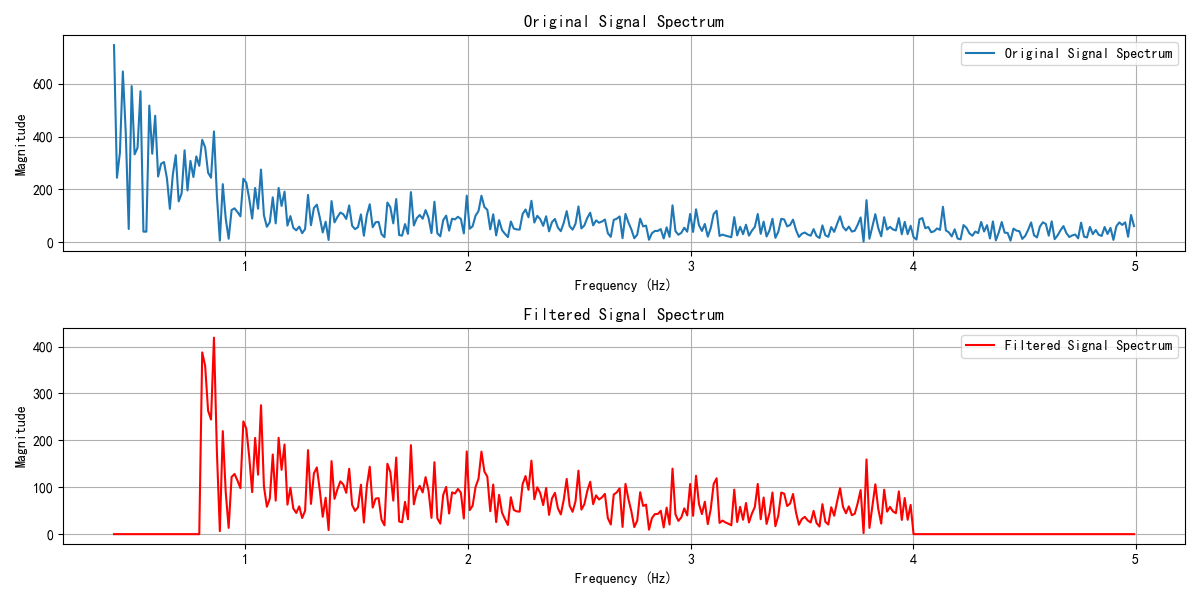 Original Signal Spectrum
Original Signal Spectrum
Magnitude
600
400
200
0
1 2 3 4 5
Frequency (Hz)
Filtered Signal Spectrum
Filtered Signal Spectrum
Magnitude
400
300
200
100
0
1 2 3 4 5
Frequency (Hz)